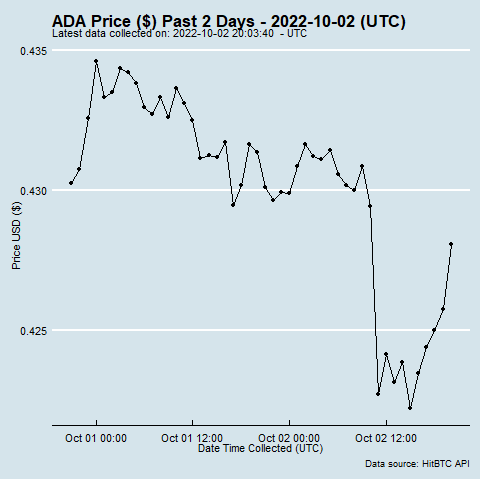 ADA Price ($) Past 2 Days - 2022-10-02 (UTC)
Latest data collected on: 2022-10-02 20:03:40 - UTC
0.435
0.430
0.425
Price USD ($)
Oct 01 00:00 Oct 01 12:00 Oct 02 00:00 Oct 02 12:00
Date Time Collected (UTC)
Data source: HitBTC API